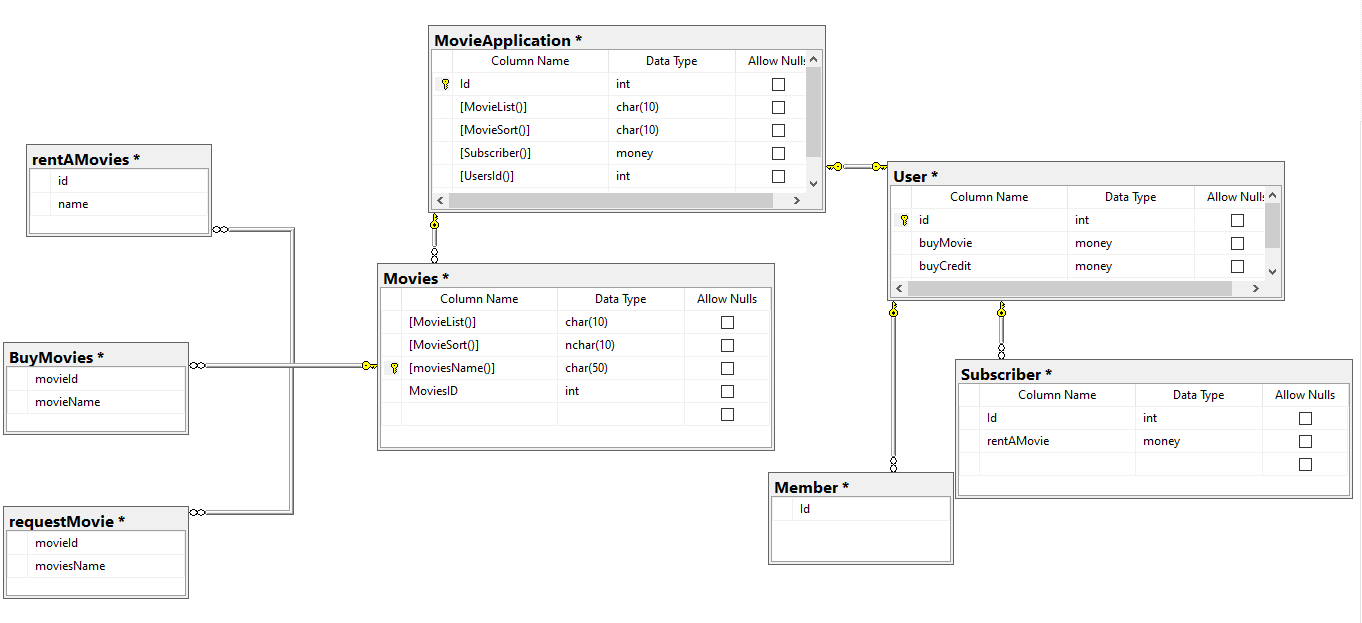 MovieApplication *
Column Name Data Type Allow Nulls
Id int
[MovieList()] char(10)
[MovieSort()] char(10)
[Subscriber()] money
[UsersId()] int
rentAMovies *
id
name
User *
Column Name Data Type Allow Nulls
id int
buyMovie money
buyCredit money
Movies *
Column Name Data Type Allow Nulls
[MovieList()] char(10)
[MovieSort()] nchar(10)
[moviesName()] char(50)
MoviesID int
BuyMovies *
movieId
movieName
Subscriber *
Column Name Data Type Allow Nulls
Id int
rentAMovie money
Member *
Id
requestMovie *
movieId
moviesName